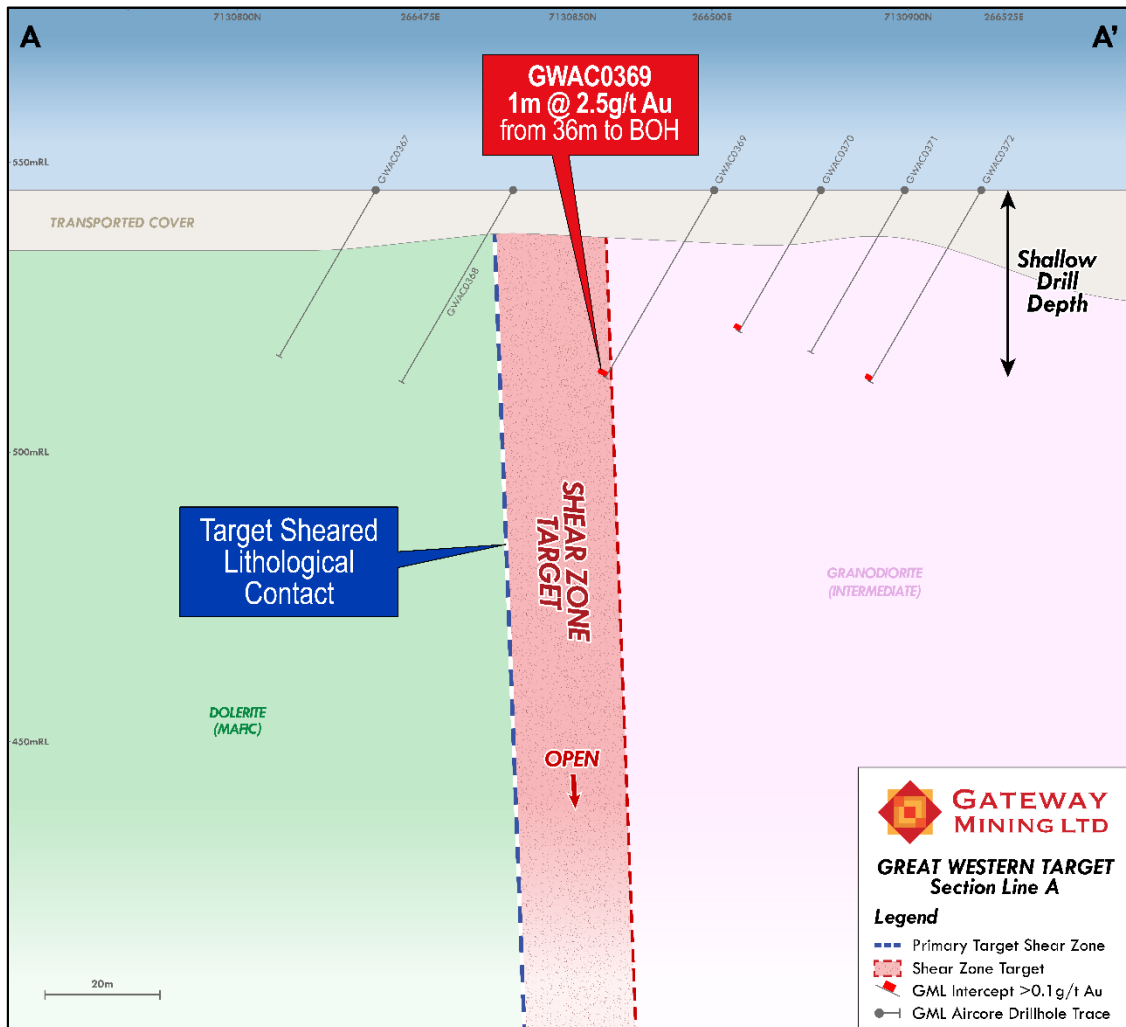 7130800N
266475E
7130850N
266500E
7130900N
266525E
A
A'
GWAC0369
1m @ 2.5g/t Au
from 36m to BOH
550mRL
GWAC0367
GWAC0369
GWAC0370
GWAC0371
GWAC0372
TRANSPORTED COVER
GWAC0368
Shallow
Drill
Depth
500mRL
SHEAR ZONE
TARGET
Target Sheared
Lithological
Contact
GRANODIORITE
(INTERMEDIATE)
DOLERITE
(MAFIC)
450mRL
OPEN
GATEWAY
MINING LTD
GREAT WESTERN TARGET
Section Line A
Legend
Primary Target Shear Zone
Shear Zone Target
GML Intercept >0.1g/t Au
GML Aircore Drillhole Trace
20m